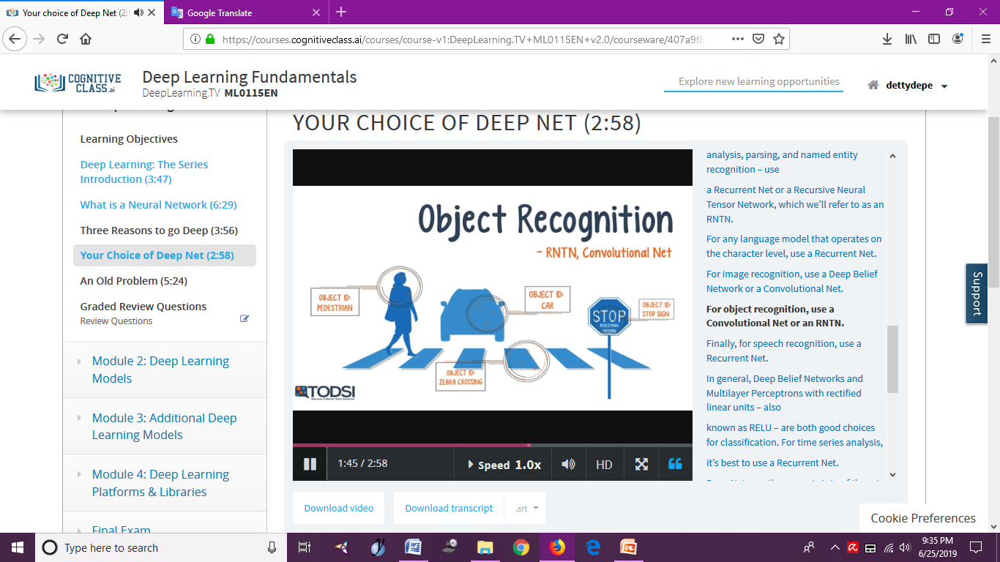 Your choice of Deep Net (2:5
Google Translate
https://courses.cognitiveclass.ai/courses/course-v1:DeepLearning.TV+ML0115EN+v2.0/courseware/407a9f8
COGNITIVE
CLASS.ai
Deep Learning Fundamentals
DeepLearning.TV ML0115EN
Explore new learning opportunities
dettydepe
Learning Objectives
Deep Learning: The Series
Introduction (3:47)
What is a Neural Network (6:29)
Three Reasons to go Deep (3:56)
Your Choice of Deep Net (2:58)
An Old Problem (5:24)
Graded Review Questions
Review Questions
Module 2: Deep Learning
Models
Module 3: Additional Deep
Learning Models
Module 4: Deep Learning
Platforms & Libraries
Final Exam
YOUR CHOICE OF DEEP NET (2:58)
Object Recognition
- RNTN, Convolutional Net
OBJECT ID:
PEDESTRIAN
OBJECT ID:
CAR
OBJECT ID:
STOP SIGN
STOP
PEDESTRIAN
CROSSING
OBJECT ID:
ZEBRA CROSSING
TODSI
1:45 / 2:58
Speed 1.0x
HD
analysis, parsing, and named entity
recognition – use
a Recurrent Net or a Recursive Neural
Tensor Network, which we'll refer to as an
RNTN.
For any language model that operates on
the character level, use a Recurrent Net.
For image recognition, use a Deep Belief
Network or a Convolutional Net.
For object recognition, use a
Convolutional Net or an RNTN.
Finally, for speech recognition, use a
Recurrent Net.
In general, Deep Belief Networks and
Multilayer Perceptrons with rectified
linear units – also
known as RELU – are both good choices
for classification. For time series analysis,
it's best to use a Recurrent Net.
Download video
Download transcript
.srt
Support
Cookie Preferences
Type here to search
9:35 PM
6/25/2019